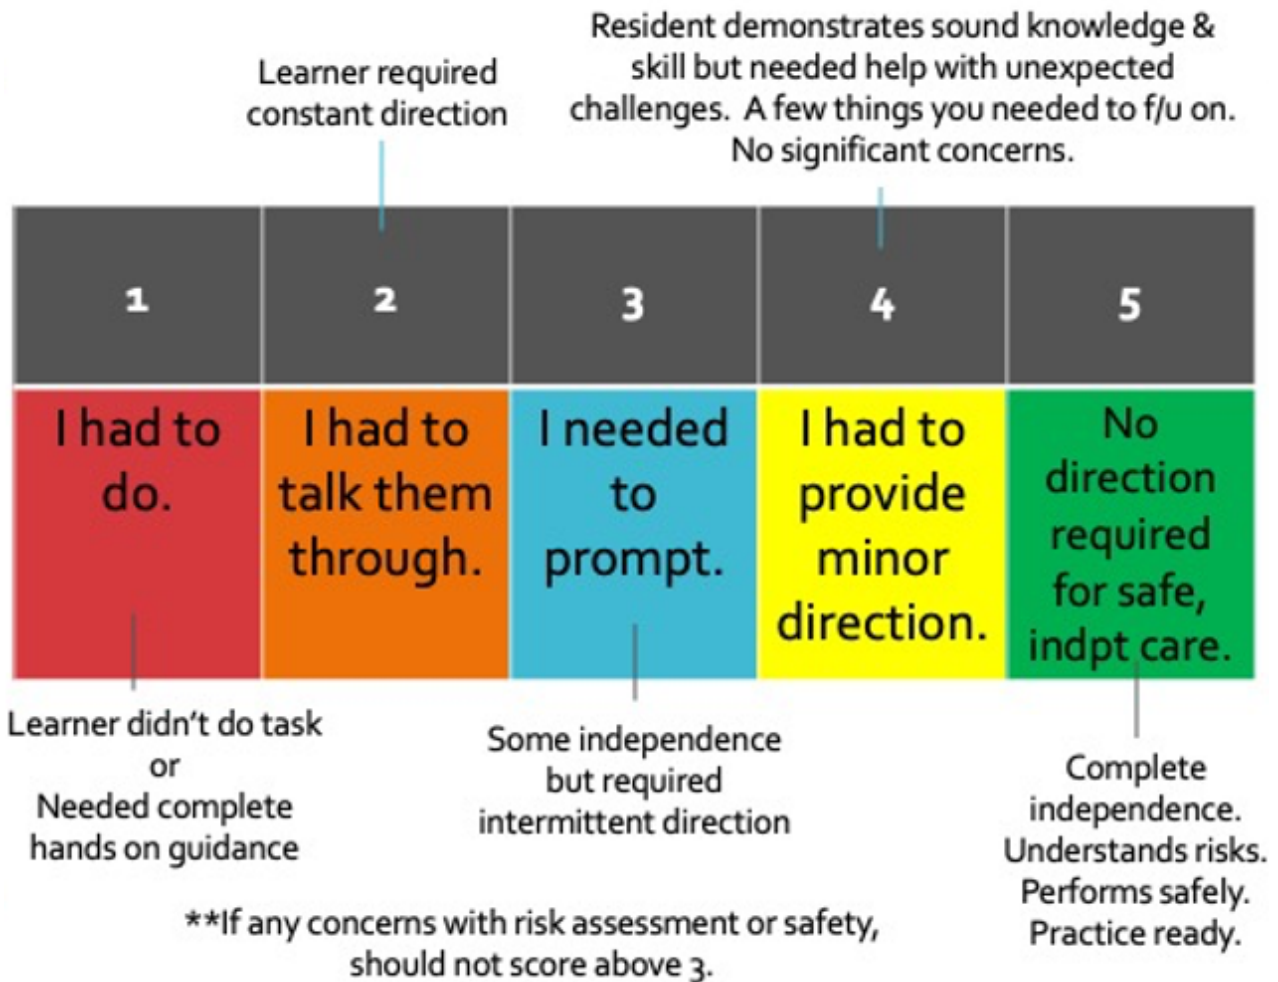 Learner required
constant direction
Resident demonstrates sound knowledge &
skill but needed help with unexpected
challenges.  A few things you needed to f/u on.
No significant concerns.
1
2
3
4
5
I had to
do.
I had to
talk them
through.
I needed
to
prompt.
I had to
provide
minor
direction.
No
direction
required
for safe,
indpt care.
Learner didn't do task
or
Needed complete
hands on guidance
Some independence
but required
intermittent direction
Complete
independence.
Understands risks.
Performs safely.
Practice ready.
**If any concerns with risk assessment or safety,
should not score above 3.